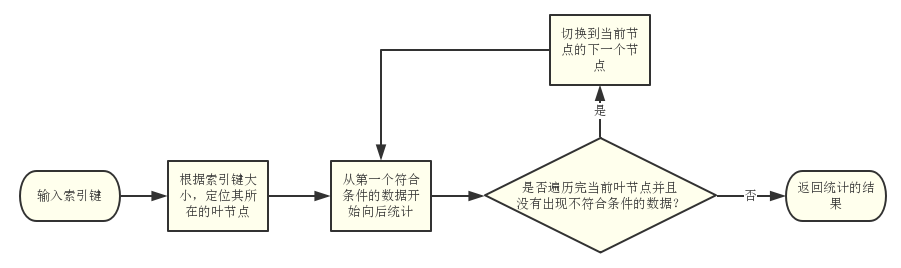 输入索引键
根据索引键大
小，定位其所
在的叶节点
从第一个符合
条件的数据开
始向后统计
切换到当前节
点的下一个节
点
是
是否遍历完当前叶节点并且
没有出现不符合条件的数据？
否
返回统计的结
果